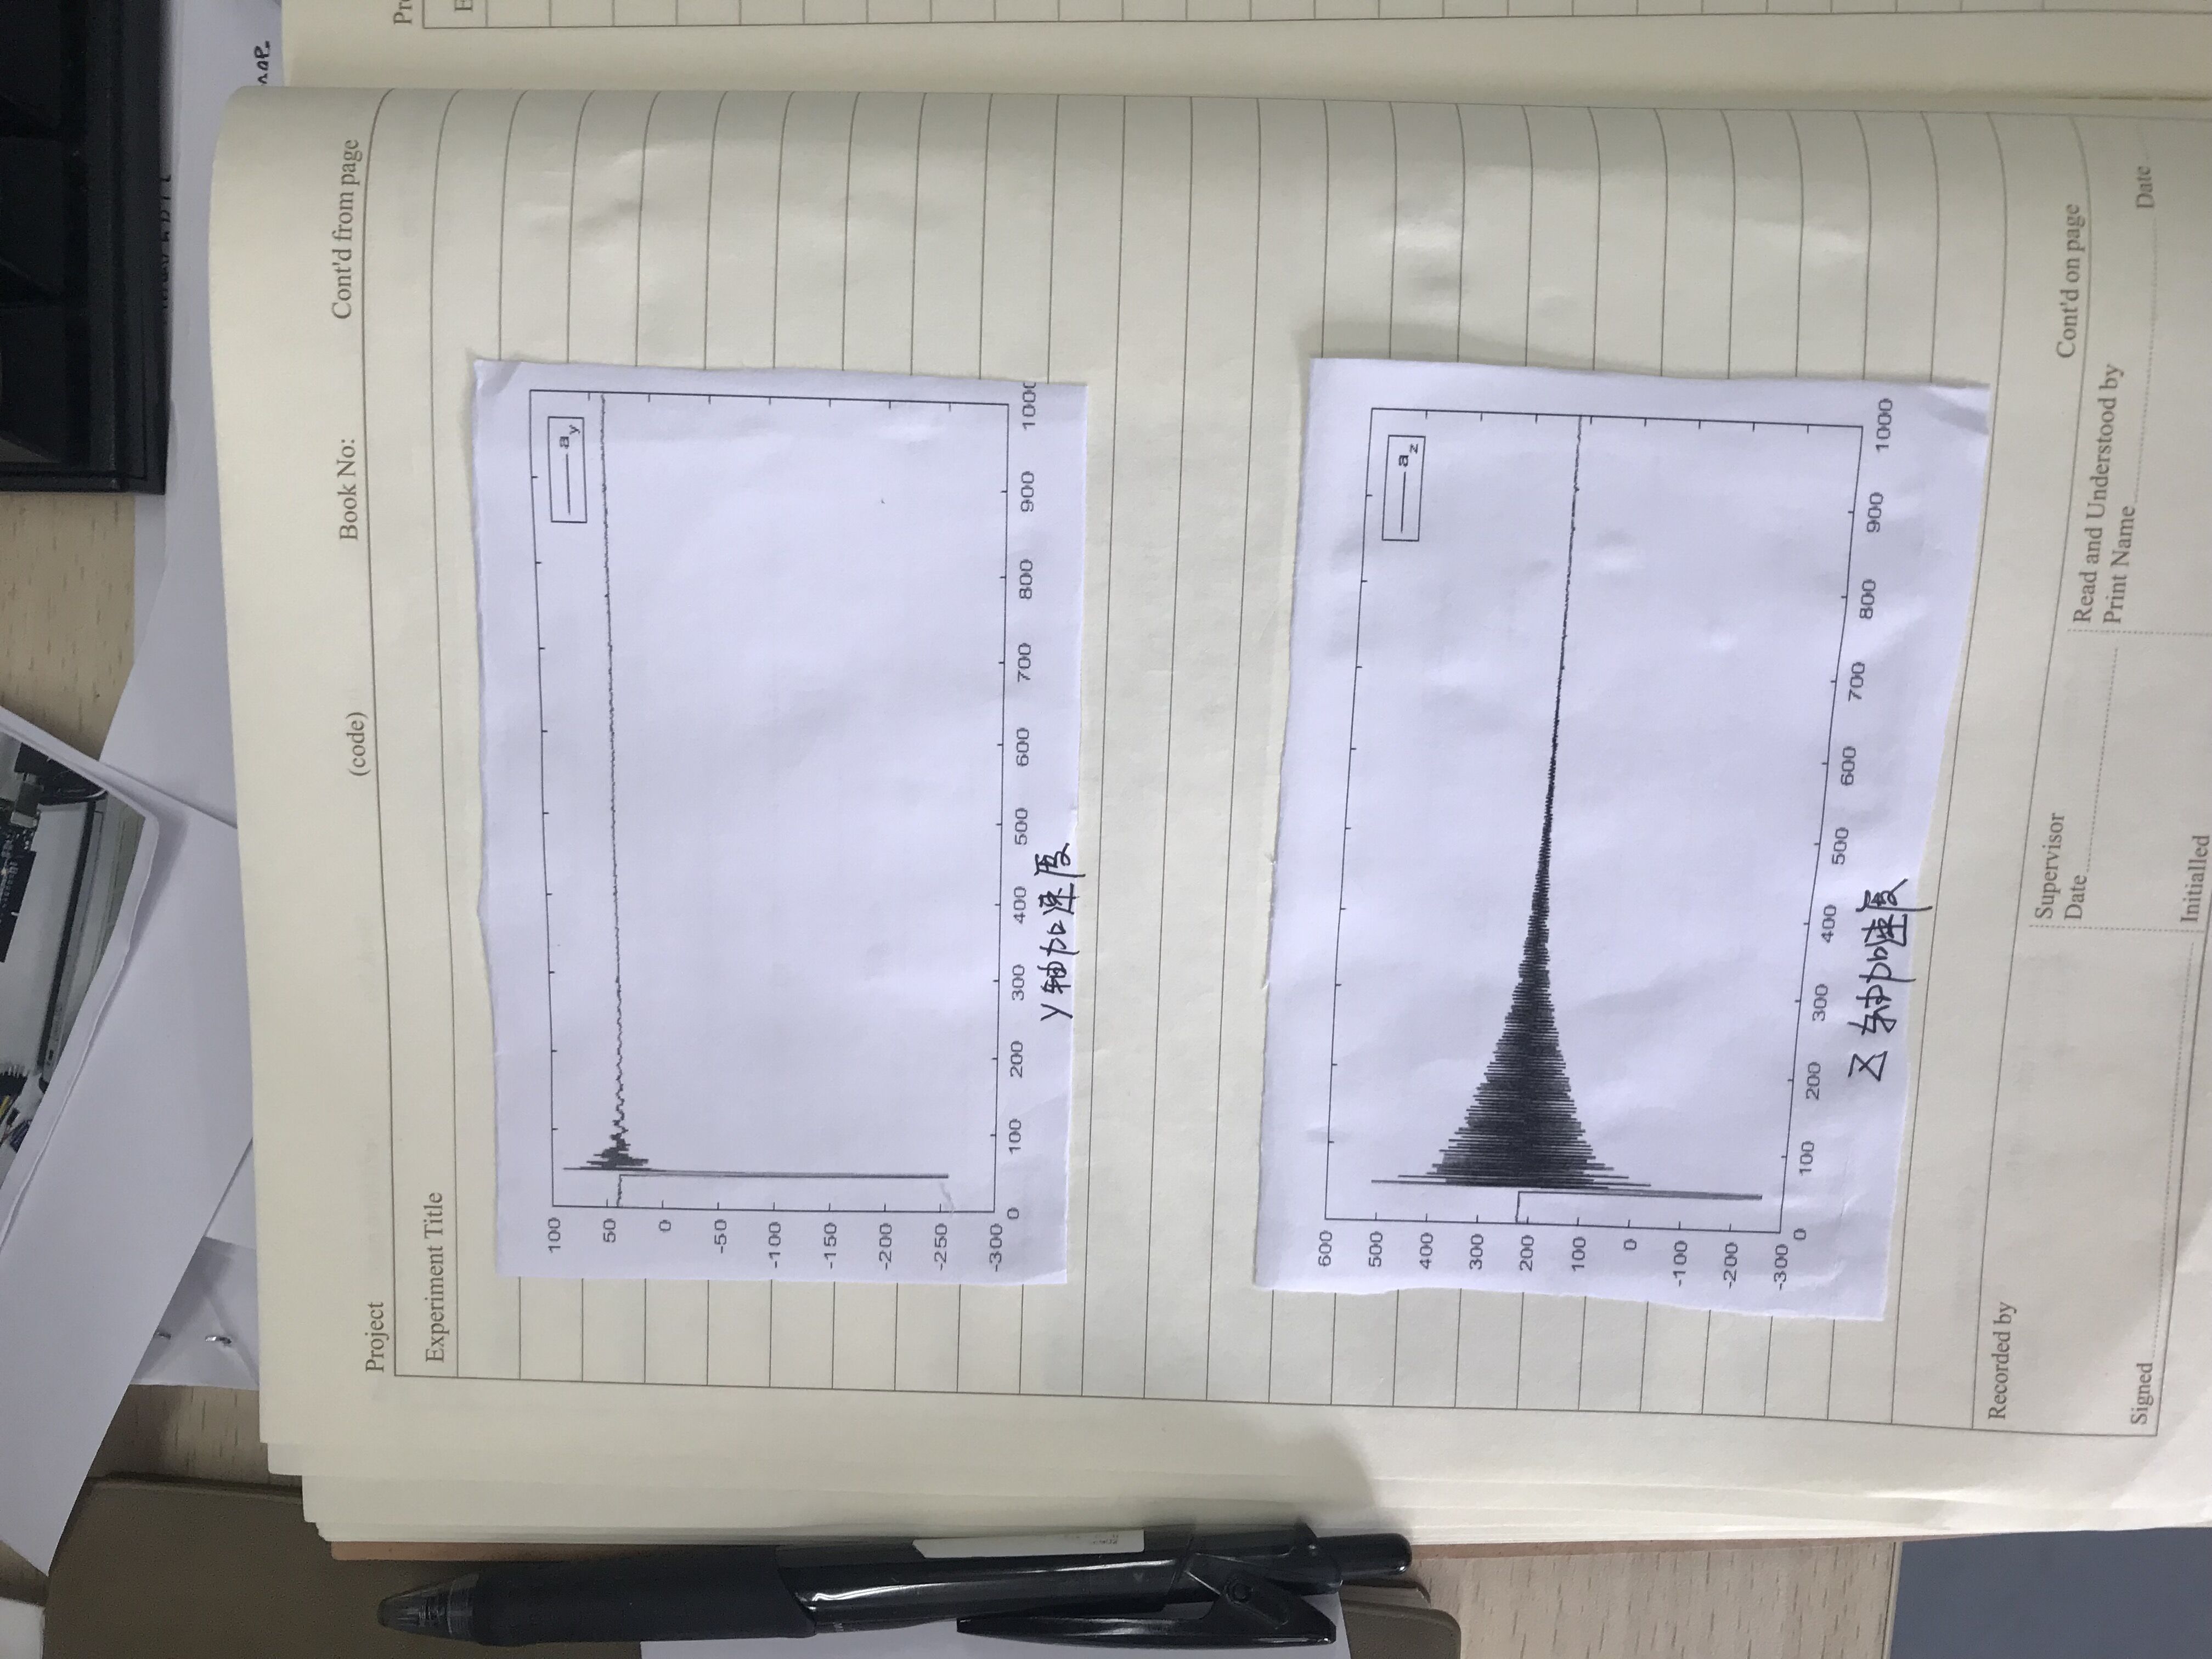 Project (code) Book No: Cont'd from page
Experiment Title
100
50
0
-50
-100
-150
-200
-250
-300
a_y
0 100 200 300 400 500 600 700 800 900 1000
Y轴加速度
600
500
400
300
200
100
0
-100
-200
-300
a_z
0 100 200 300 400 500 600 700 800 900 1000
Z 轴加速度
Cont'd on page
Recorded by Supervisor Read and Understood by
Date Print Name
Signed Initialled Date